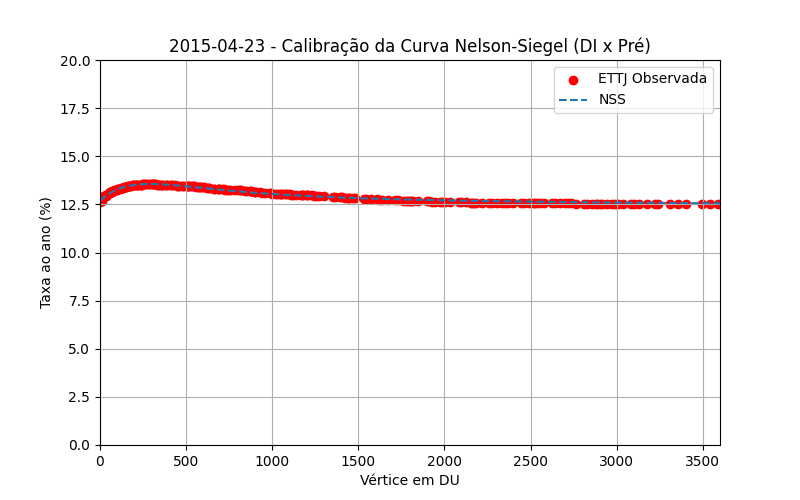 2015-04-23 - Calibração da Curva Nelson-Siegel (DI x Pré)
ETTJ Observada
NSS
20.0
17.5
15.0
12.5
10.0
7.5
5.0
2.5
0.0
Taxa ao ano (%)
0 500 1000 1500 2000 2500 3000 3500
Vértice em DU